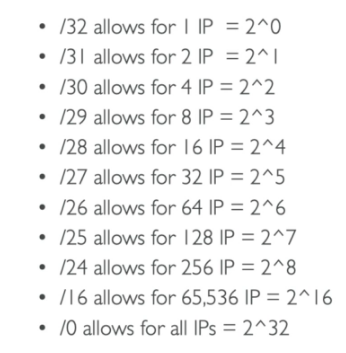 • /32 allows for 1 IP = 2^0
• /31 allows for 2 IP = 2^1
• /30 allows for 4 IP = 2^2
• /29 allows for 8 IP = 2^3
• /28 allows for 16 IP = 2^4
• /27 allows for 32 IP = 2^5
• /26 allows for 64 IP = 2^6
• /25 allows for 128 IP = 2^7
• /24 allows for 256 IP = 2^8
• /16 allows for 65,536 IP = 2^16
• /0 allows for all IPs = 2^32